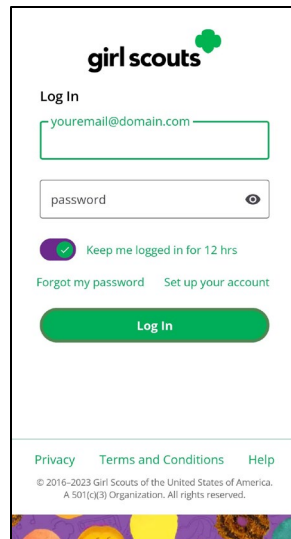 girl scouts
Log In
youremail@domain.com
password
Keep me logged in for 12 hrs
Forgot my password Set up your account
Log In
Privacy Terms and Conditions Help
© 2016–2023 Girl Scouts of the United States of America.
A 501(c)(3) Organization. All rights reserved.